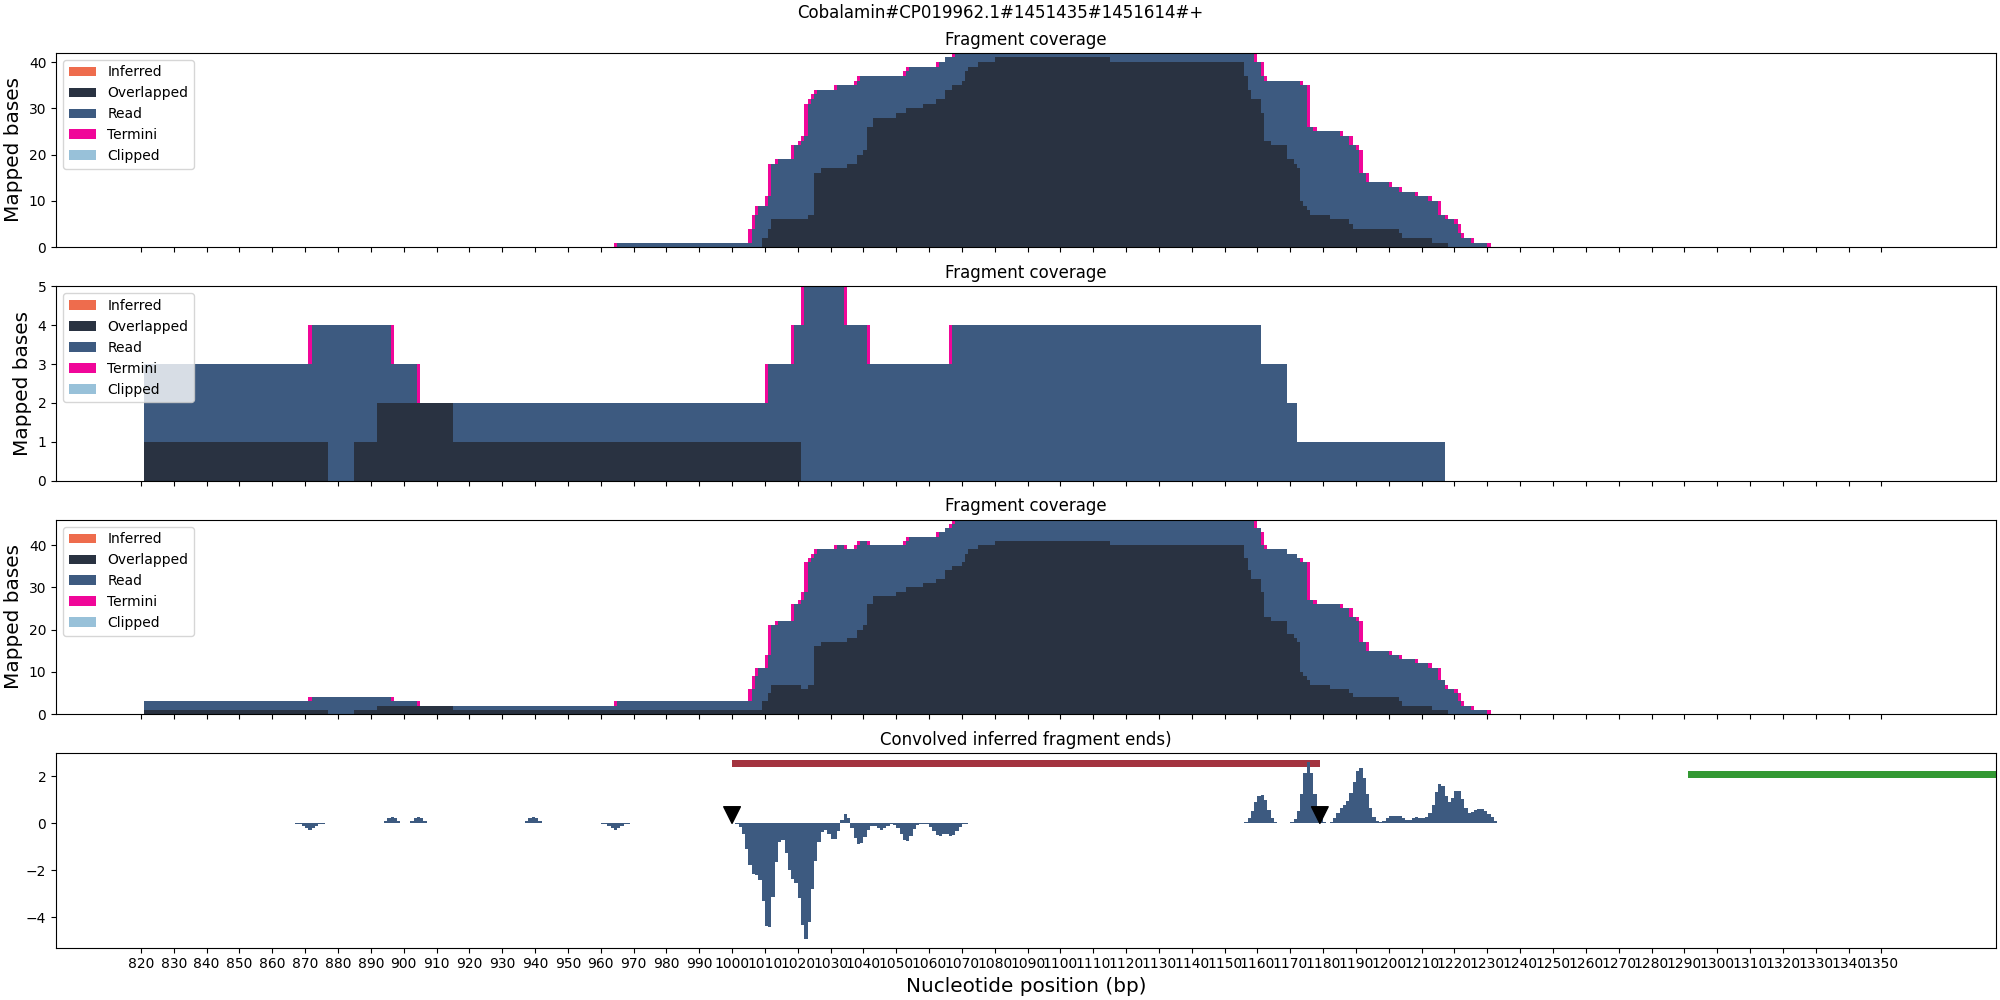 Cobalamin#CP019962.1#1451435#1451614#+
Fragment coverage
Mapped bases
40
30
20
10
0
Inferred
Overlapped
Read
Termini
Clipped
Fragment coverage
Mapped bases
5
4
3
2
1
0
Inferred
Overlapped
Read
Termini
Clipped
Fragment coverage
Mapped bases
40
30
20
10
0
Inferred
Overlapped
Read
Termini
Clipped
Convolved inferred fragment ends)
2
0
−2
−4
820 830 840 850 860 870 880 890 900 910 920 930 940 950 960 970 980 990 1000 1010 1020 1030 1040 1050 1060 1070 1080 1090 1100 1110 1120 1130 1140 1150 1160 1170 1180 1190 1200 1210 1220 1230 1240 1250 1260 1270 1280 1290 1300 1310 1320 1330 1340 1350
Nucleotide position (bp)